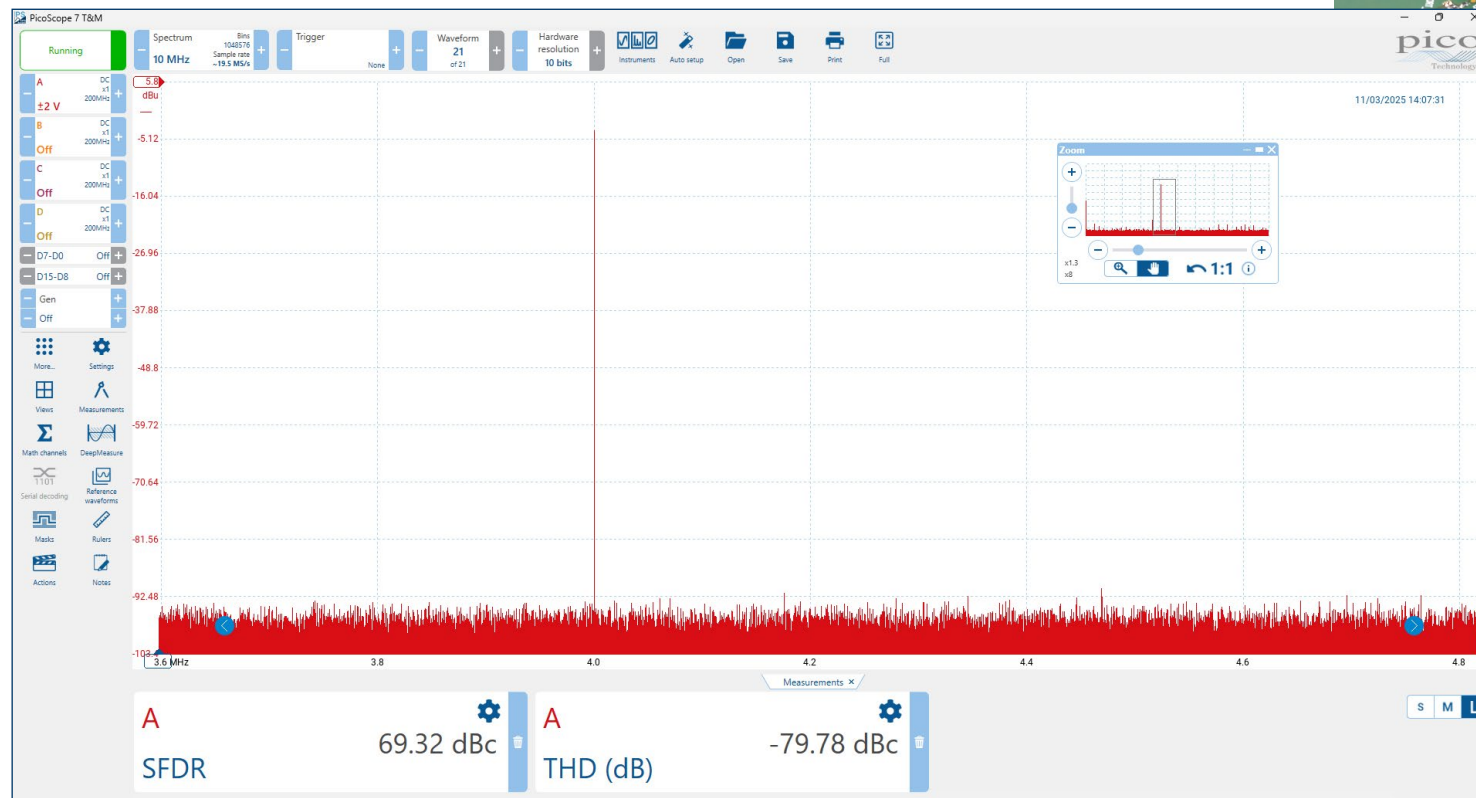 PicoScope 7 T&M
Running
Spectrum
10 MHz
Bins
1048576
Sample rate
~19.5 MS/s
Trigger
None
Waveform
21
of 21
Hardware
resolution
10 bits
Instruments
Auto setup
Open
Save
Print
Full
pico
Technology
A
±2 V
DC
x1
200MHz
B
Off
DC
x1
200MHz
C
Off
DC
x1
200MHz
D
Off
DC
x1
200MHz
D7-D0 Off
D15-D8 Off
Gen
Off
More...
Settings
Views
Measurements
Math channels
DeepMeasure
1101
Serial decoding
Reference
waveforms
Masks
Rulers
Actions
Notes
5.8
dBu
-5.12
-16.04
-26.96
-37.88
-48.8
-59.72
-70.64
-81.56
-92.48
-103.4
11/03/2025 14:07:31
Zoom
x1.3
x8
1:1
3.6 MHz
3.8
4.0
4.2
4.4
4.6
4.8
Measurements ×
A
SFDR
69.32 dBc
A
THD (dB)
-79.78 dBc
S M L